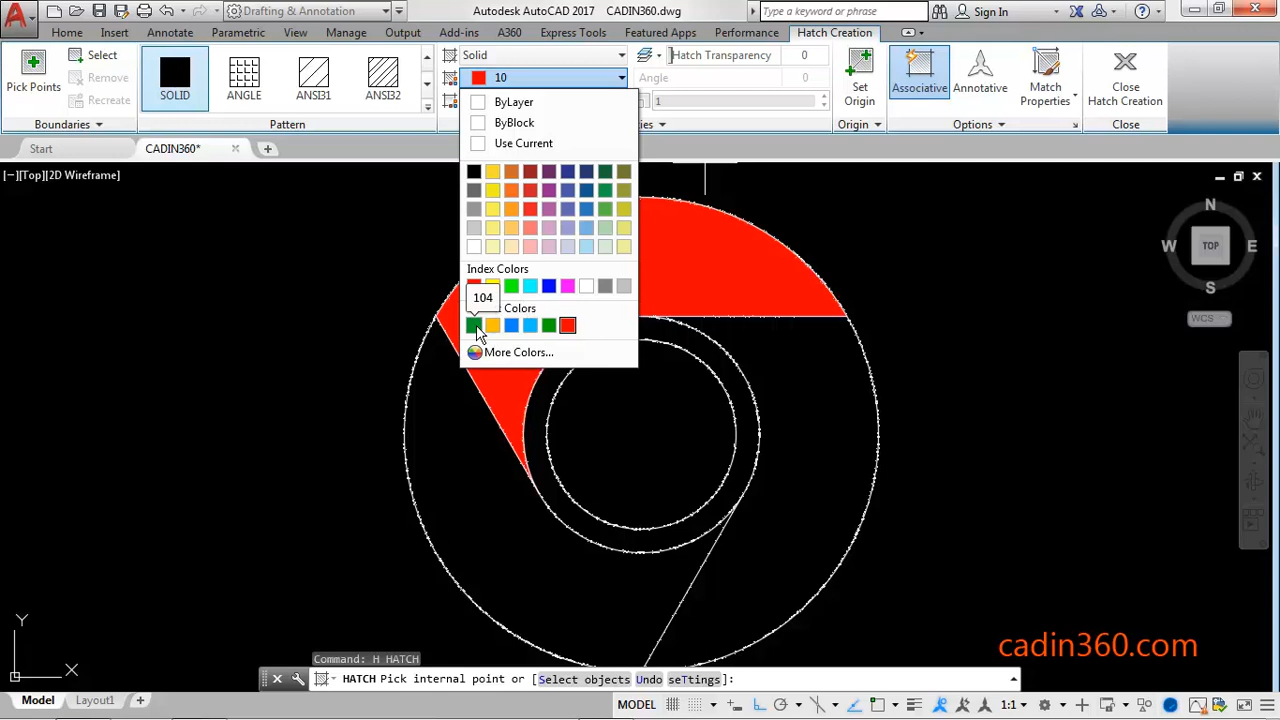 Drafting & Annotation
Autodesk AutoCAD 2017 CADIN360.dwg
Type a keyword or phrase
Sign In
Home Insert Annotate Parametric View Manage Output Add-ins A360 Express Tools Featured Apps Performance Hatch Creation
Pick Points
Select
Remove
Recreate
Boundaries
SOLID
ANGLE
ANSI31
ANSI32
Pattern
Solid
10
Hatch Transparency 0
Angle 0
1
Set
Origin
Origin
Associative
Annotative
Match
Properties
Options
Close
Hatch Creation
Close
ByLayer
ByBlock
Use Current
Index Colors
104
Colors
More Colors...
Start
CADIN360*
[−][Top][2D Wireframe]
N
W
TOP
E
S
WCS
Y
X
cadin360.com
Command: H HATCH
HATCH Pick internal point or [Select objects Undo seTtings]:
Model Layout1
MODEL
1:1